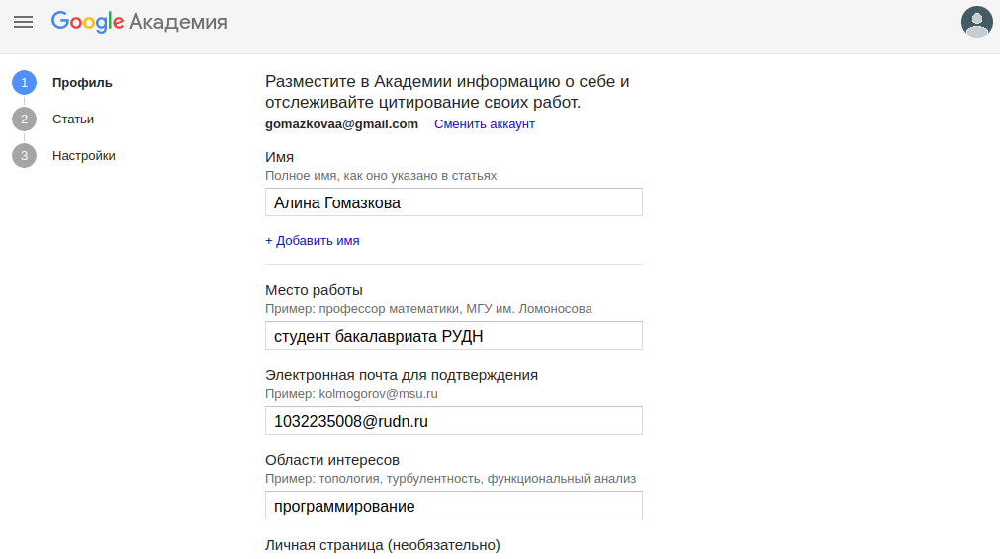 Google Академия
1 Профиль
2 Статьи
3 Настройки
Разместите в Академии информацию о себе и
отслеживайте цитирование своих работ.
gomazkovaa@gmail.com Сменить аккаунт
Имя
Полное имя, как оно указано в статьях
Алина Гомазкова
+ Добавить имя
Место работы
Пример: профессор математики, МГУ им. Ломоносова
студент бакалавриата РУДН
Электронная почта для подтверждения
Пример: kolmogorov@msu.ru
1032235008@rudn.ru
Области интересов
Пример: топология, турбулентность, функциональный анализ
программирование
Личная страница (необязательно)